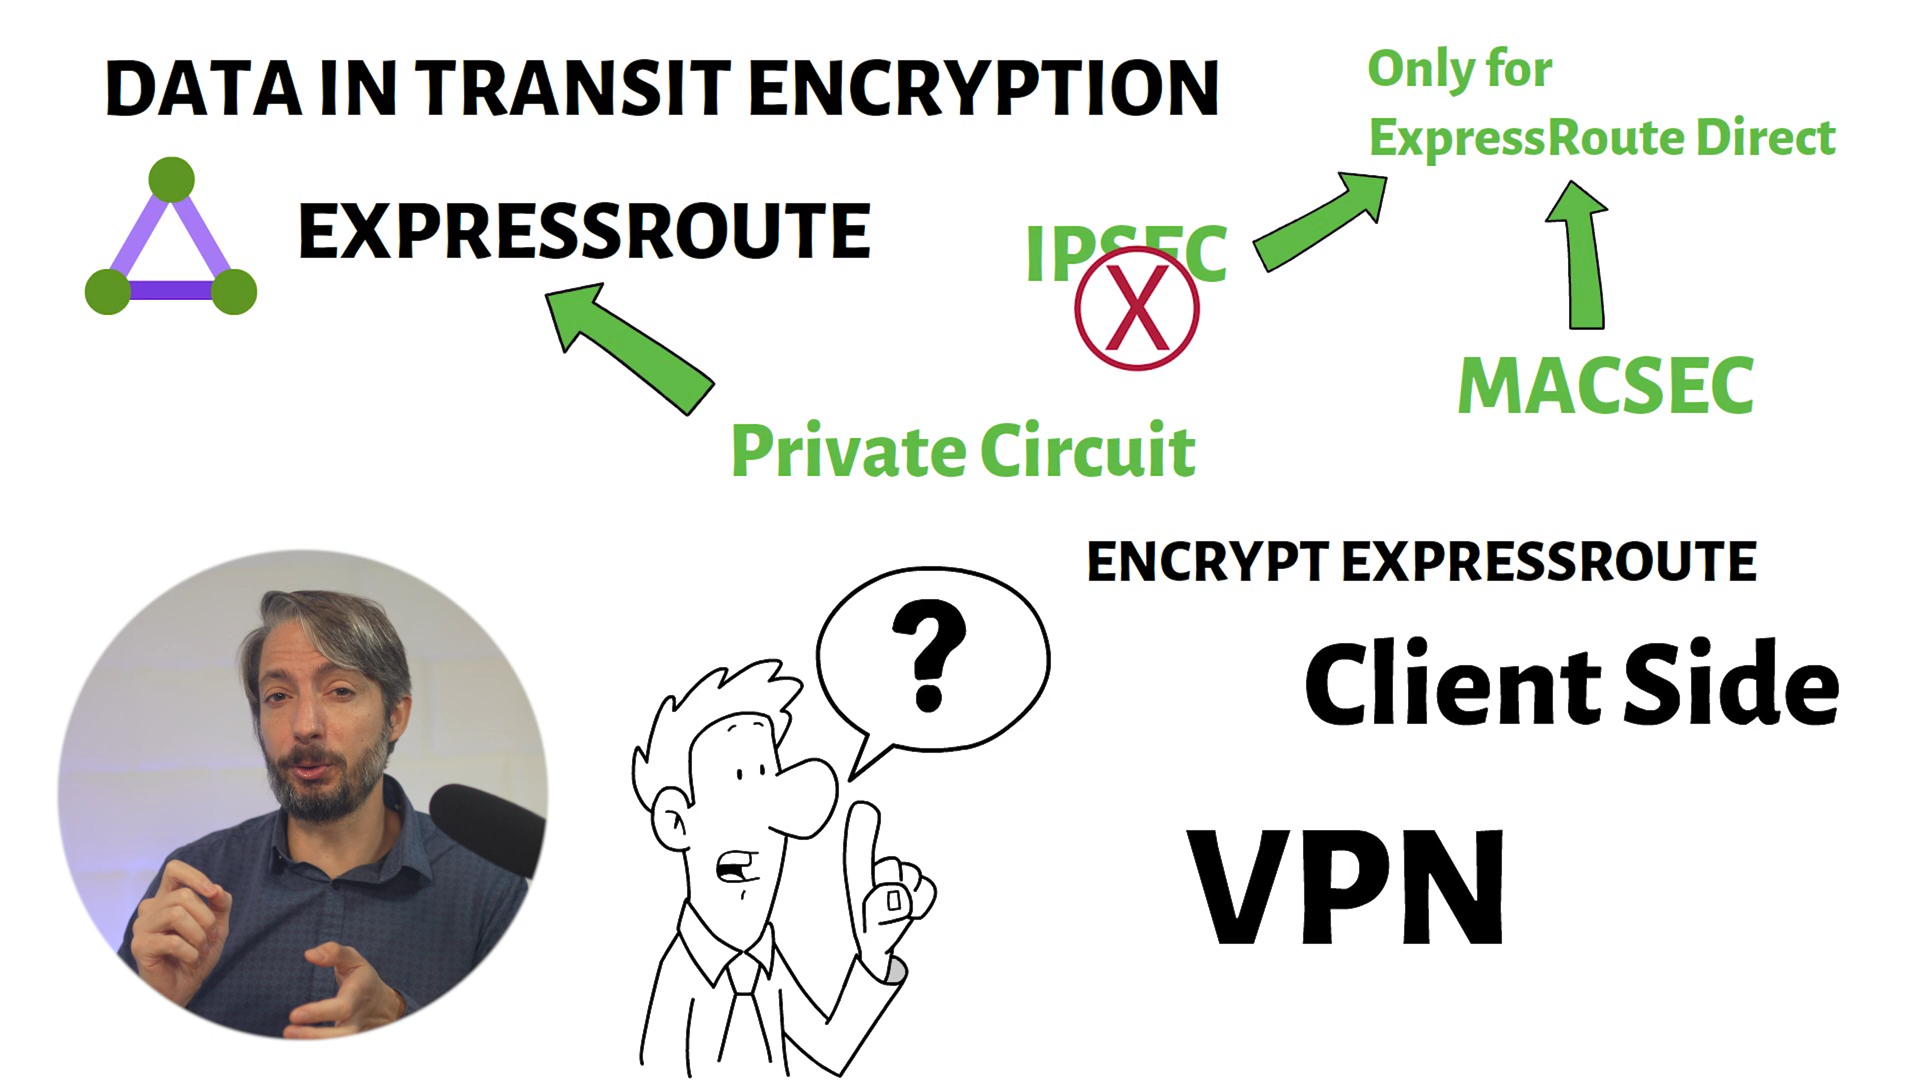 DATA IN TRANSIT ENCRYPTION
Only for
ExpressRoute Direct
EXPRESSROUTE
IPSEC
X
MACSEC
Private Circuit
ENCRYPT EXPRESSROUTE
?
Client Side
VPN